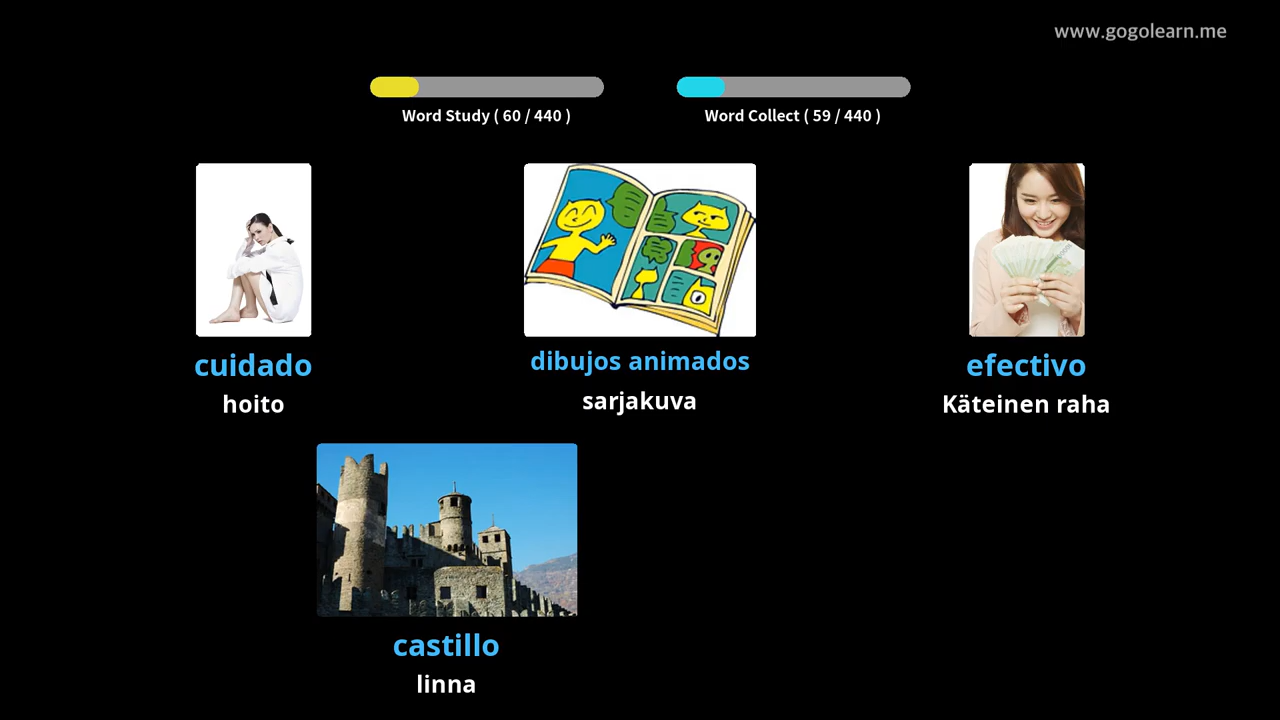 www.gogolearn.me
Word Study ( 60 / 440 )
Word Collect ( 59 / 440 )
cuidado
hoito
dibujos animados
sarjakuva
efectivo
Käteinen raha
castillo
linna